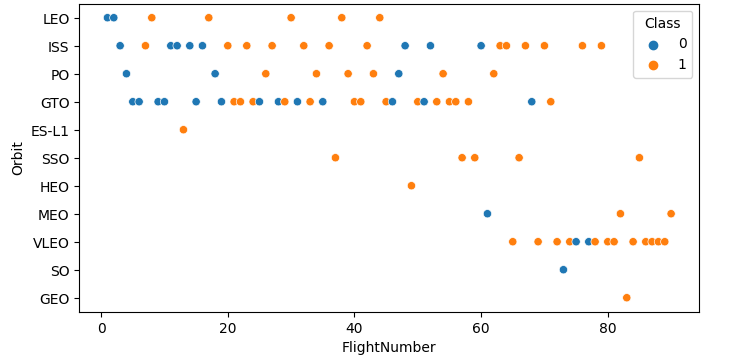 LEO
ISS
PO
GTO
ES-L1
SSO
HEO
MEO
VLEO
SO
GEO
Orbit
0
20
40
60
80
FlightNumber
Class
0
1